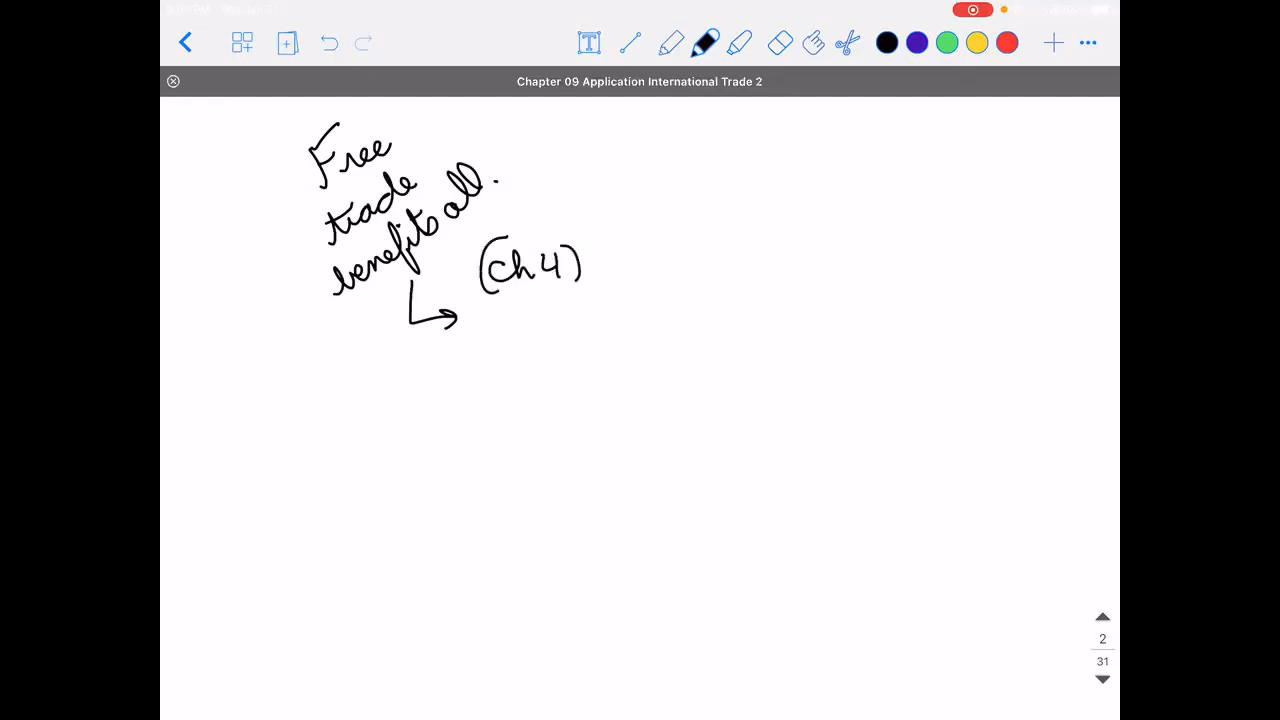 Chapter 09 Application International Trade 2
Free
trade
benefits all.
(Ch 4)
2
31